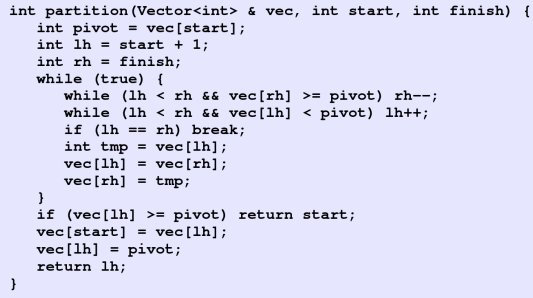 int partition(Vector<int> & vec, int start, int finish) {
   int pivot = vec[start];
   int lh = start + 1;
   int rh = finish;
   while (true) {
      while (lh < rh && vec[rh] >= pivot) rh--;
      while (lh < rh && vec[lh] < pivot) lh++;
      if (lh == rh) break;
      int tmp = vec[lh];
      vec[lh] = vec[rh];
      vec[rh] = tmp;
   }
   if (vec[lh] >= pivot) return start;
   vec[start] = vec[lh];
   vec[lh] = pivot;
   return lh;
}